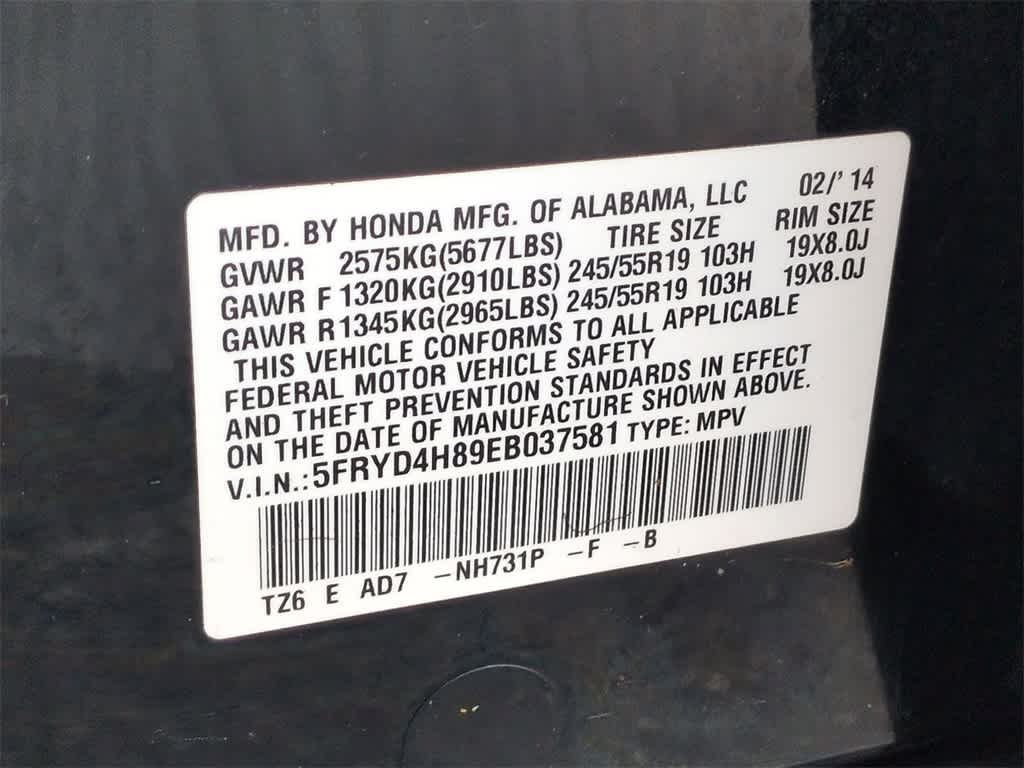 MFD. BY HONDA MFG. OF ALABAMA, LLC 02/' 14
GVWR 2575KG(5677LBS) TIRE SIZE RIM SIZE
GAWR F 1320KG(2910LBS) 245/55R19 103H 19X8.0J
GAWR R1345KG(2965LBS) 245/55R19 103H 19X8.0J
THIS VEHICLE CONFORMS TO ALL APPLICABLE
FEDERAL MOTOR VEHICLE SAFETY
AND THEFT PREVENTION STANDARDS IN EFFECT
ON THE DATE OF MANUFACTURE SHOWN ABOVE.
V.I.N.: 5FRYD4H89EB037581 TYPE: MPV
TZ6 E AD7 -NH731P -F -B